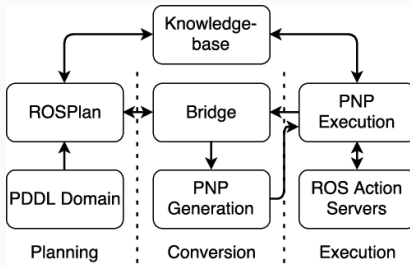 Knowledge-
base
ROSPlan
Bridge
PNP
Execution
PDDL Domain
PNP
Generation
ROS Action
Servers
Planning
Conversion
Execution